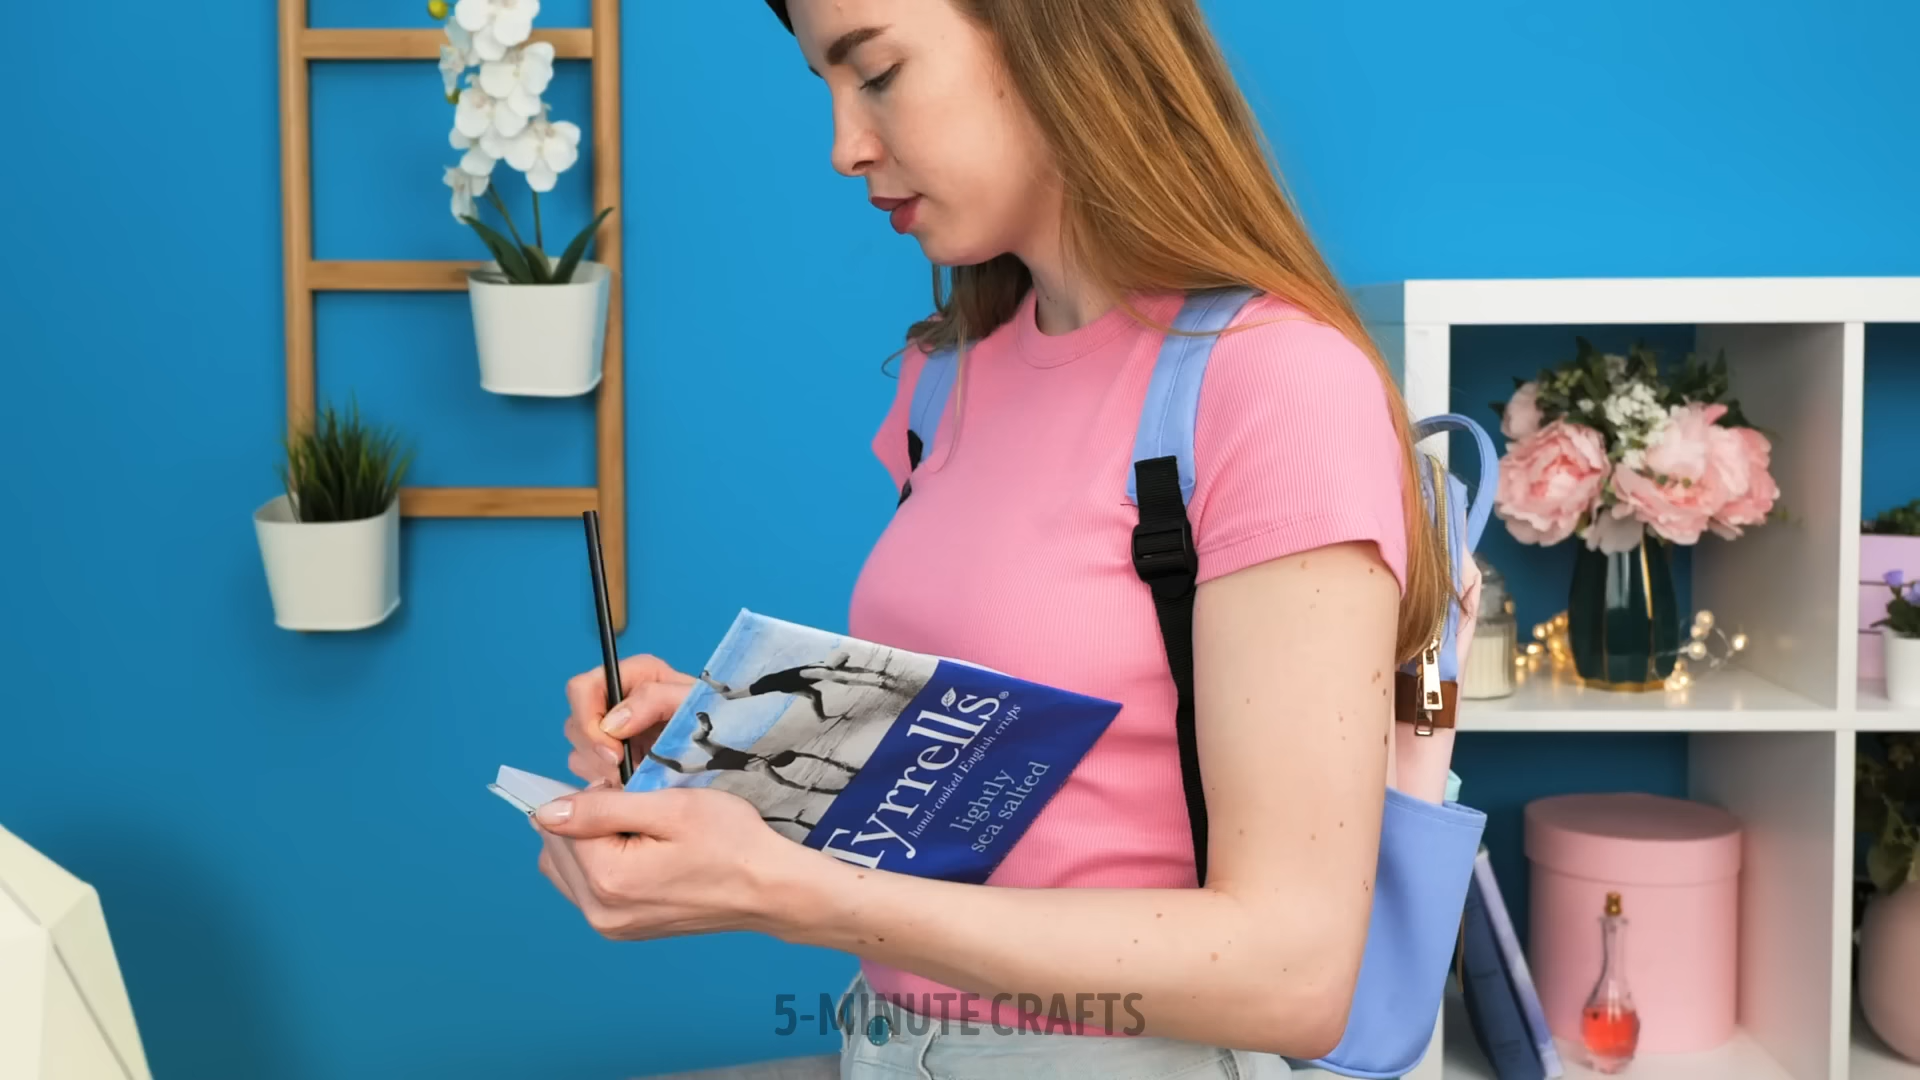 Tyrrells®
hand-cooked English crisps
lightly
sea salted
5-MINUTE CRAFTS